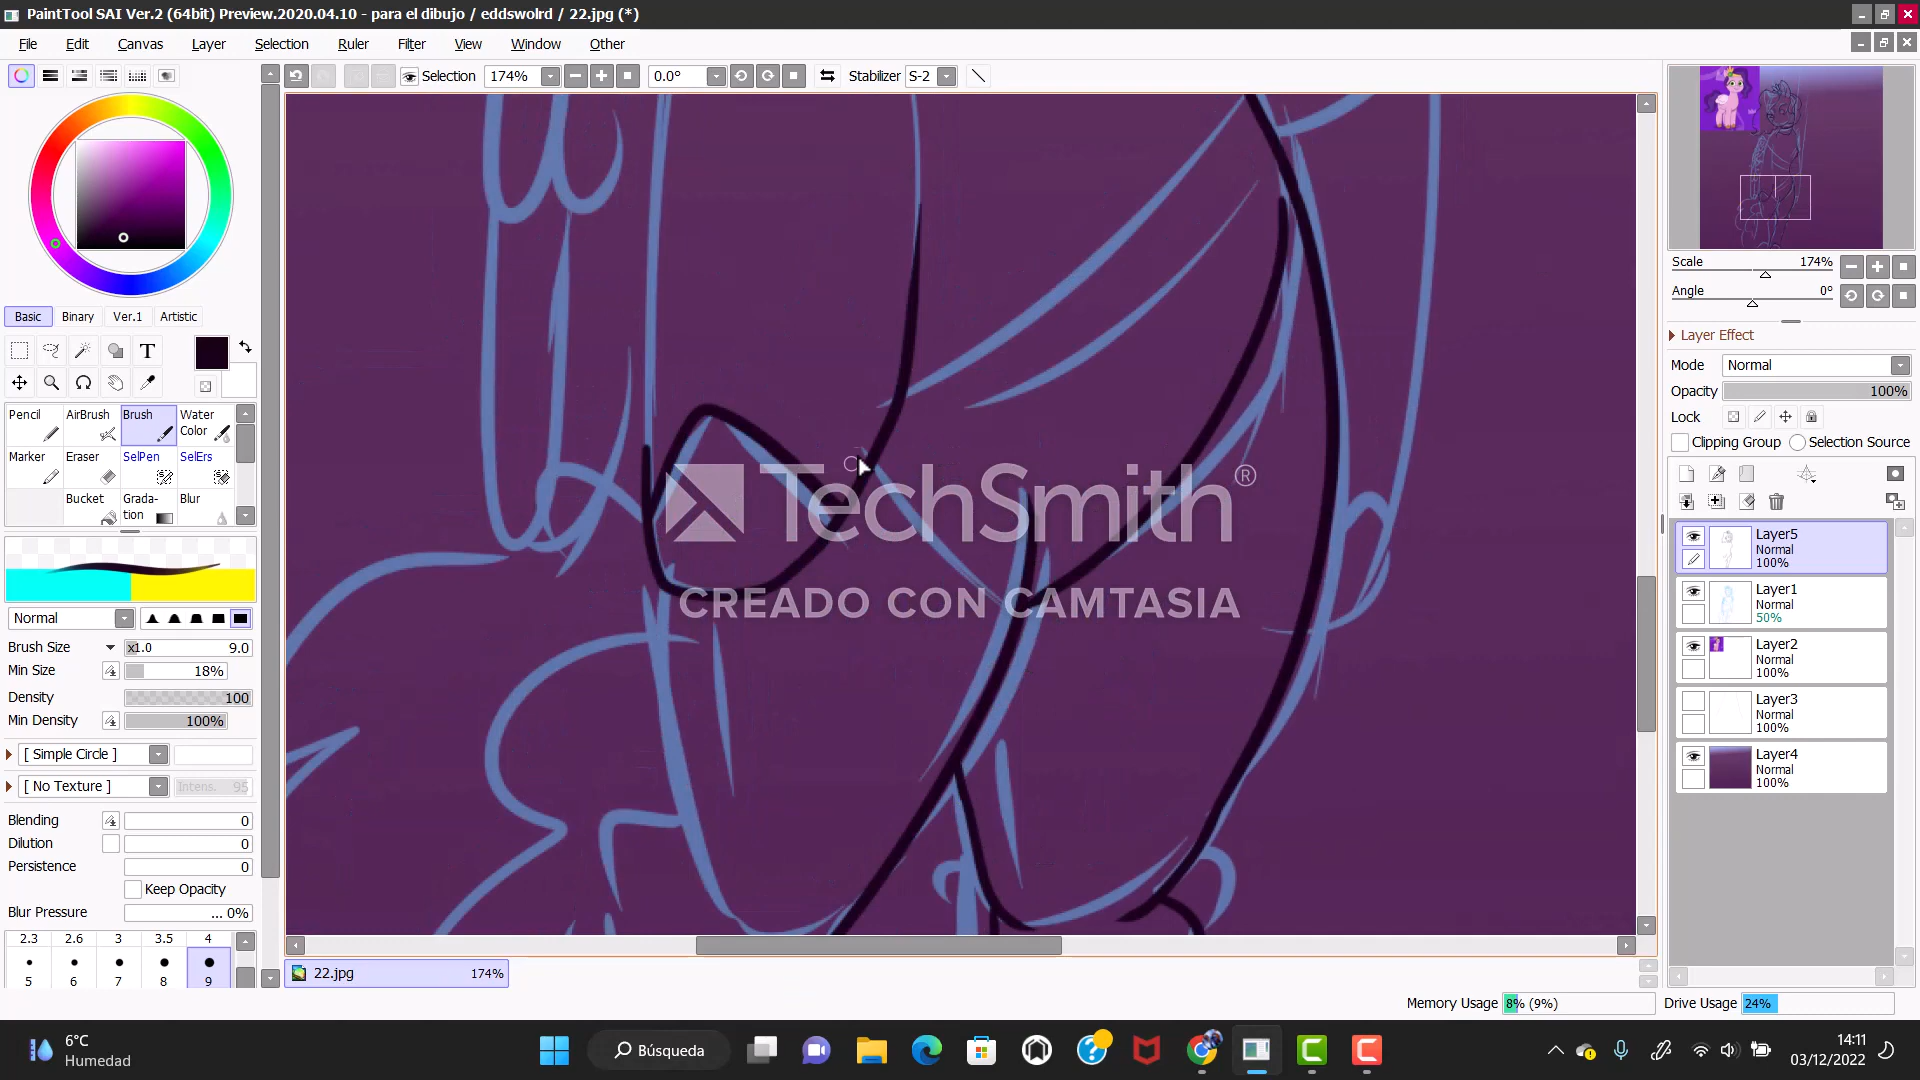 PaintTool SAI Ver.2 (64bit) Preview.2020.04.10 - para el dibujo / eddswolrd / 22.jpg (*)
File Edit Canvas Layer Selection Ruler Filter View Window Other
Selection 174% 0.0° Stabilizer S-2
Basic Binary Ver.1 Artistic
T
Pencil AirBrush Brush Water Color
Marker Eraser SelPen SelErs
Bucket Grada-tion Blur
Normal
Brush Size x1.0 9.0
Min Size 18%
Density 100
Min Density 100%
[ Simple Circle ]
[ No Texture ] Intens. 95
Blending 0
Dilution 0
Persistence 0
Keep Opacity
Blur Pressure ... 0%
2.3 2.6 3 3.5 4
5 6 7 8 9
TechSmith®
CREADO CON CAMTASIA
22.jpg 174%
Scale 174%
Angle 0°
Layer Effect
Mode Normal
Opacity 100%
Lock
Clipping Group Selection Source
Layer5
Normal
100%
Layer1
Normal
50%
Layer2
Normal
100%
Layer3
Normal
100%
Layer4
Normal
100%
Memory Usage 8% (9%) Drive Usage 24%
6°C
Humedad
Búsqueda
14:11
03/12/2022